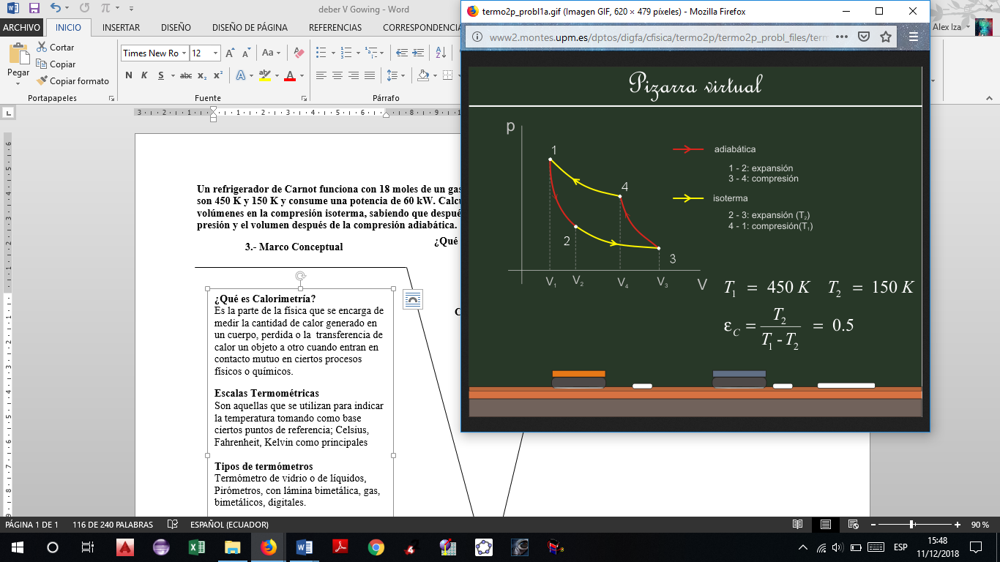 deber V Gowing - Word
ARCHIVO INICIO INSERTAR DISEÑO DISEÑO DE PÁGINA REFERENCIAS CORRESPONDENCIA
Alex Iza
Pegar
Cortar
Copiar
Copiar formato
Times New Ro 12
N K S abc x₂ x²
Portapapeles Fuente Párrafo
Un refrigerador de Carnot funciona con 18 moles de un gas
son 450 K y 150 K y consume una potencia de 60 kW. Calcu
volúmenes en la compresión isoterma, sabiendo que despué
presión y el volumen después de la compresión adiabática.
3.- Marco Conceptual
¿Qué
¿Qué es Calorimetría?
Es la parte de la física que se encarga de
medir la cantidad de calor generado en
un cuerpo, perdida o la transferencia de
calor un objeto a otro cuando entran en
contacto mutuo en ciertos procesos
físicos o químicos.
Escalas Termométricas
Son aquellas que se utilizan para indicar
la temperatura tomando como base
ciertos puntos de referencia; Celsius,
Fahrenheit, Kelvin como principales
Tipos de termómetros
Termómetro de vidrio o de líquidos,
Pirómetros, con lámina bimetálica, gas,
bimetálicos, digitales.
termo2p_probl1a.gif (Imagen GIF, 620 × 479 píxeles) - Mozilla Firefox
www2.montes.upm.es/dptos/digfa/cfisica/termo2p/termo2p_probl_files/term
Pizarra virtual
p
1
4
2
3
V₁ V₂ V₄ V₃ V
adiabática
1 - 2: expansión
3 - 4: compresión
isoterma
2 - 3: expansión (T₂)
4 - 1: compresión(T₁)
T₁ = 450 K T₂ = 150 K
ε_C = T₂ / (T₁ - T₂) = 0.5
PÁGINA 1 DE 1 116 DE 240 PALABRAS ESPAÑOL (ECUADOR) 90 %
ESP
15:48
11/12/2018